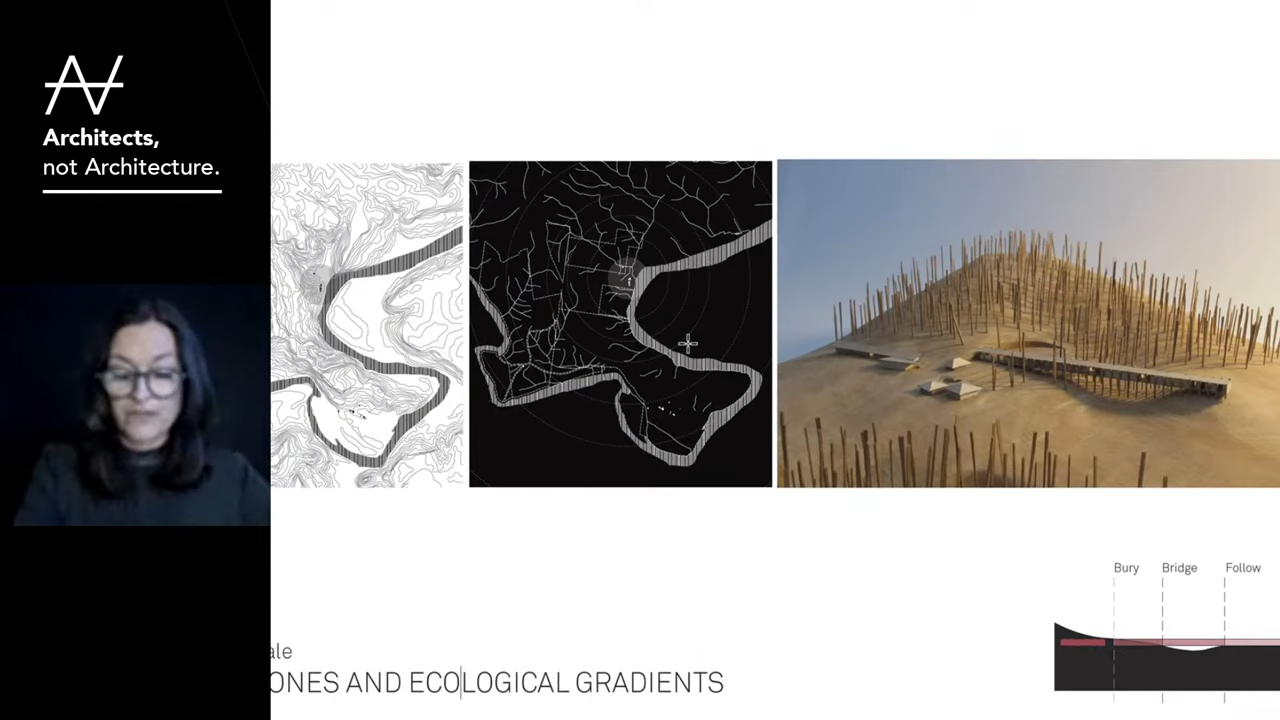 Architects,
not Architecture.
Bury
Bridge
Follow
ale
ONES AND ECOLOGICAL GRADIENTS